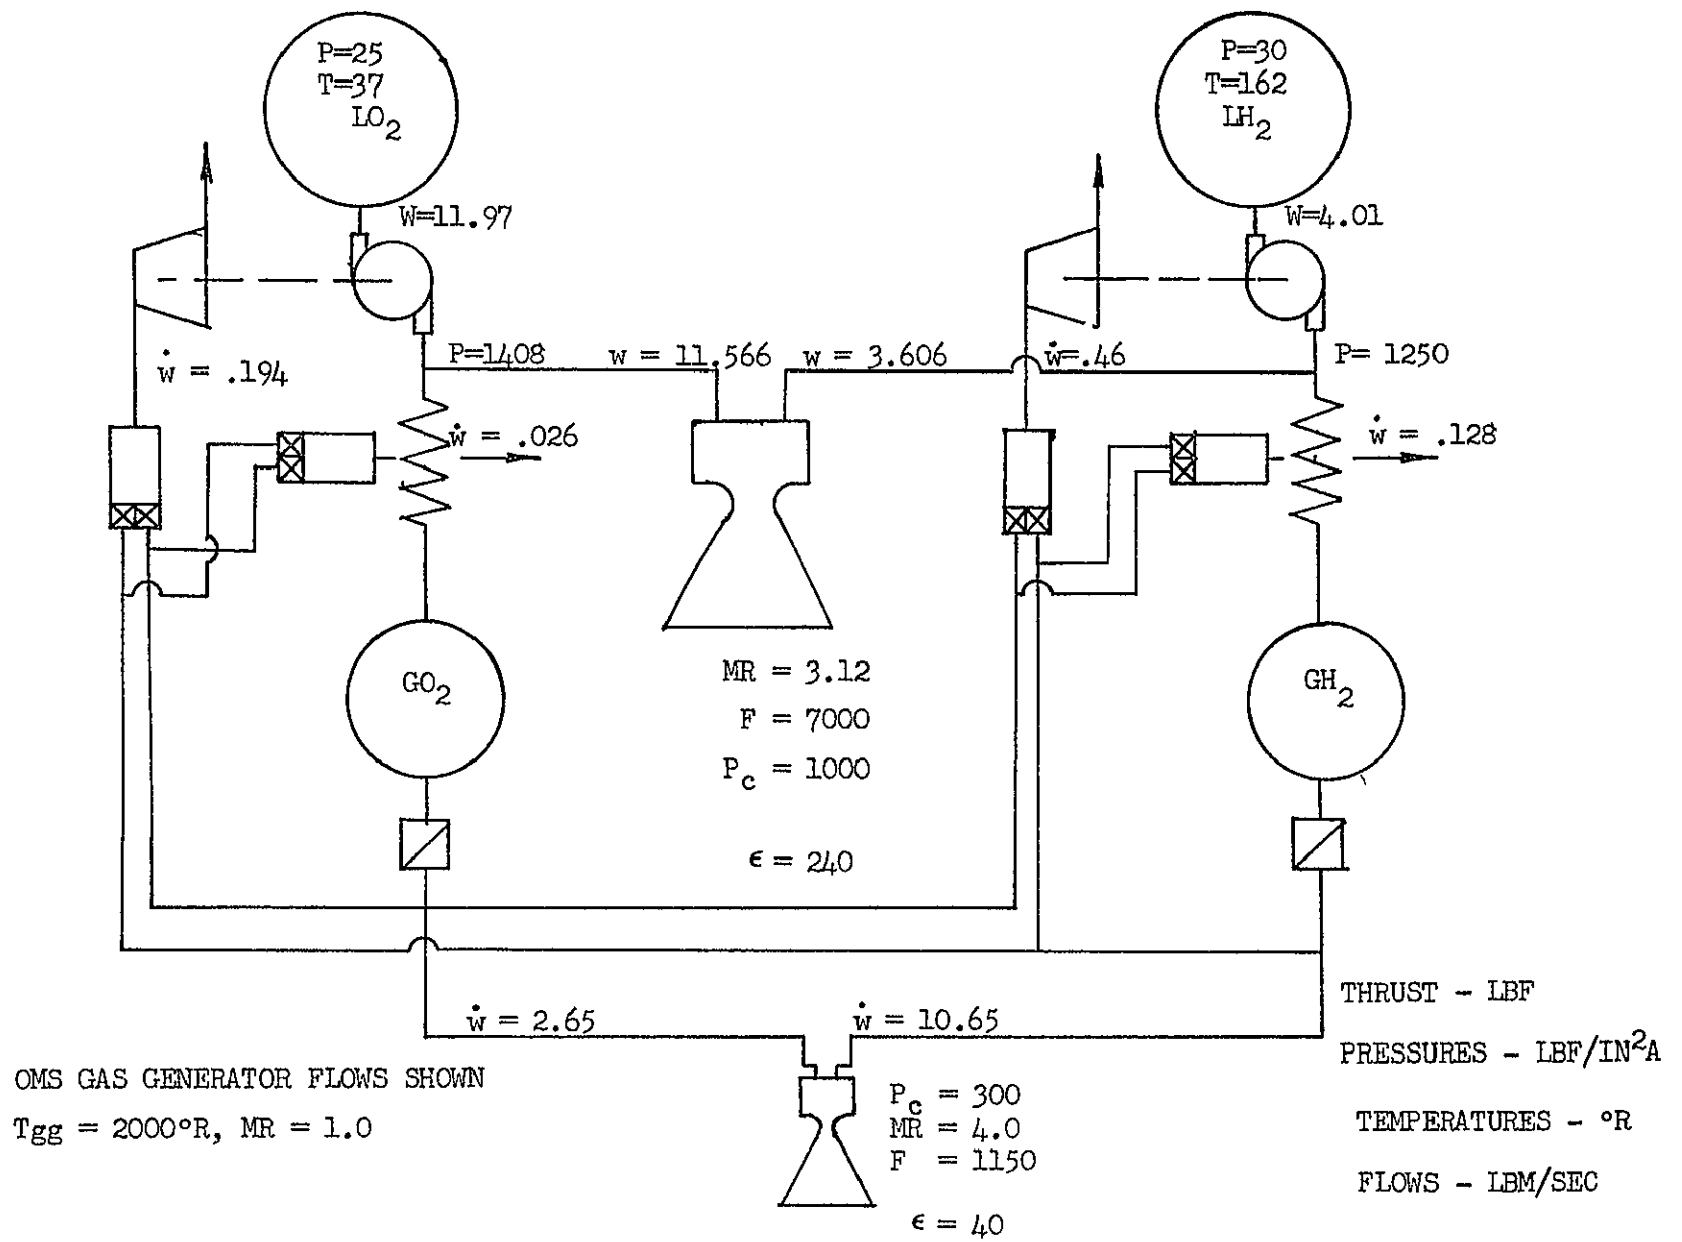 P=25
T=37
LO₂
P=30
T=162
LH₂
W=11.97
W=4.01
P=1408
w = 11.566
w = 3.606
ẇ=.46
P= 1250
ẇ = .194
ẇ = .026
ẇ = .128
MR = 3.12
F = 7000
P_c = 1000
ϵ = 240
GO₂
GH₂
ẇ = 2.65
ẇ = 10.65
THRUST - LBF
PRESSURES - LBF/IN²A
TEMPERATURES - °R
FLOWS - LBM/SEC
OMS GAS GENERATOR FLOWS SHOWN
Tgg = 2000°R, MR = 1.0
P_c = 300
MR = 4.0
F = 1150
ϵ = 40